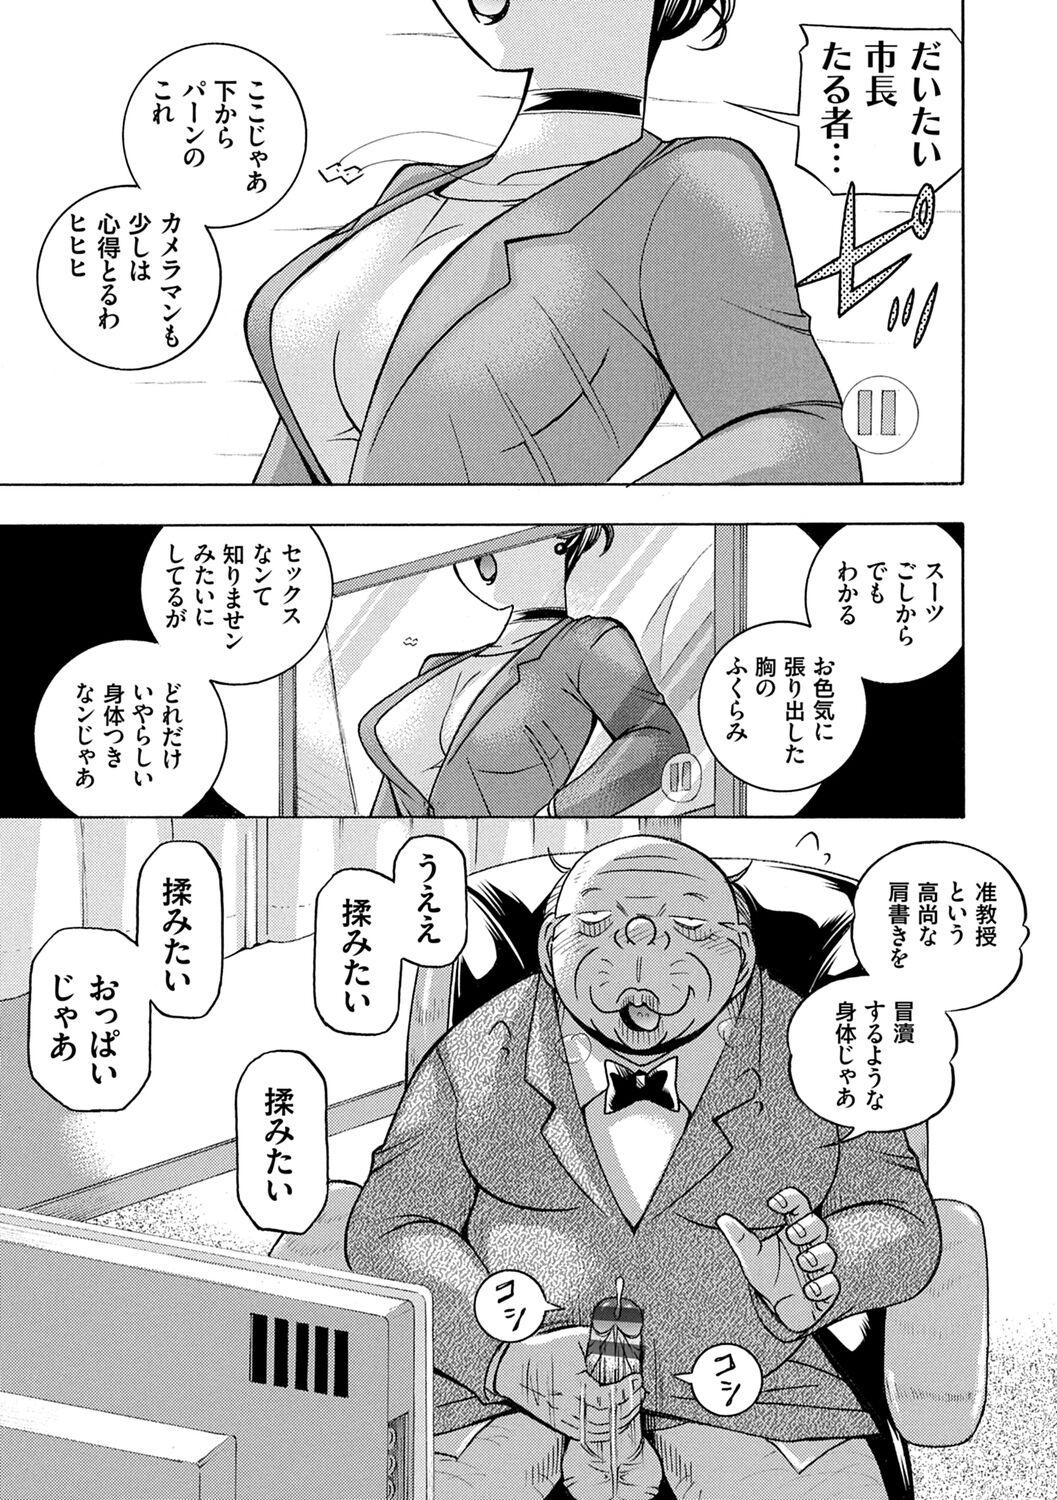 だいたい
市長
たる者…
ピッ
ここじゃあ
下から
パーンの
これ
カメラマンも
少しは
心得とるわ
ヒヒヒ
スーツ
ごしから
でも
わかる
お色気に
張り出した
胸の
ふくらみ
セックス
なンて
知りませン
みたいに
してるが
どれだけ
いやらしい
身体つき
なンじゃあ
准教授
という
高尚な
肩書きを
冒瀆
するような
身体じゃあ
うええ
揉みたい
揉みたい
おっぱい
じゃあ
揉みたい
コシ
コシ